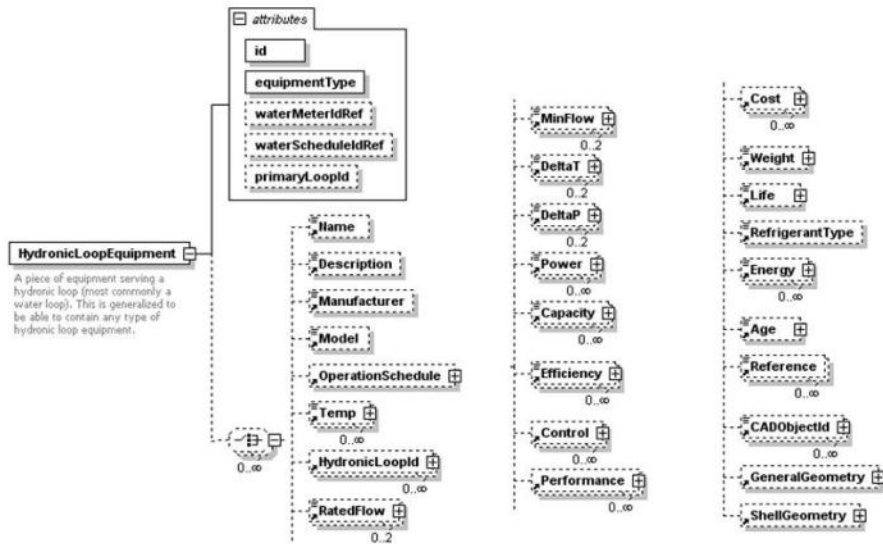 attributes
id
equipmentType
waterMeterIdRef
waterScheduleIdRef
primaryLoopId
HydronicLoopEquipment
A piece of equipment serving a
hydronic loop (most commonly a
water loop). This is generalized to
be able to contain any type of
hydronic loop equipment.
0..∞
Name
Description
Manufacturer
Model
OperationSchedule
Temp
0..∞
HydronicLoopId
0..∞
RatedFlow
0..2
MinFlow
0..2
DeltaT
0..2
DeltaP
0..2
Power
0..∞
Capacity
0..∞
Efficiency
0..∞
Control
0..∞
Performance
0..∞
Cost
0..∞
Weight
Life
RefrigerantType
Energy
0..∞
Age
Reference
0..∞
CADObjectId
0..∞
GeneralGeometry
ShellGeometry